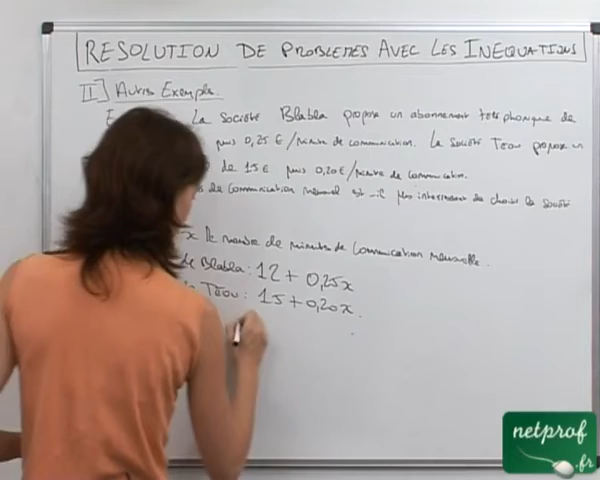 RESOLUTION DE PROBLEMES AVEC LES INEQUATIONS
II] Autre Exemple.
La société Blabla propose un abonnement téléphonique de
puis 0,25 €/minute de communication. La société Teou propose un
de 15€ puis 0,20€/minute de communication.
de communication mensuel est-il plus intéressant de choisir la société
x le nombre de minutes de communication mensuelle.
de Blabla : 12 + 0,25x
Teou : 15 + 0,20x.
netprof
.fr